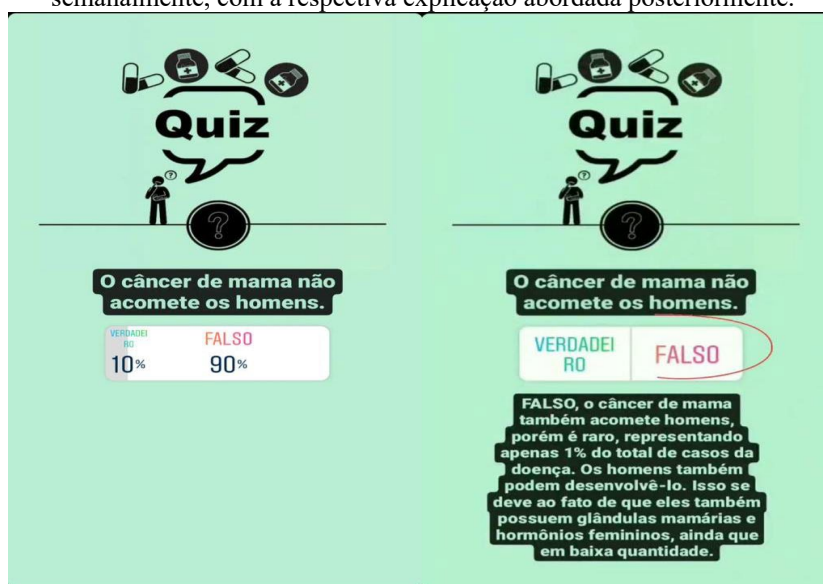 semanalmente, com a respectiva explicação abordada posteriormente.
Quiz
?
?
O câncer de mama não
acomete os homens.
VERDADEI
RO
FALSO
10%
90%
Quiz
?
?
O câncer de mama não
acomete os homens.
VERDADEI
RO
FALSO
FALSO, o câncer de mama
também acomete homens,
porém é raro, representando
apenas 1% do total de casos da
doença. Os homens também
podem desenvolvê-lo. Isso se
deve ao fato de que eles também
possuem glândulas mamárias e
hormônios femininos, ainda que
em baixa quantidade.